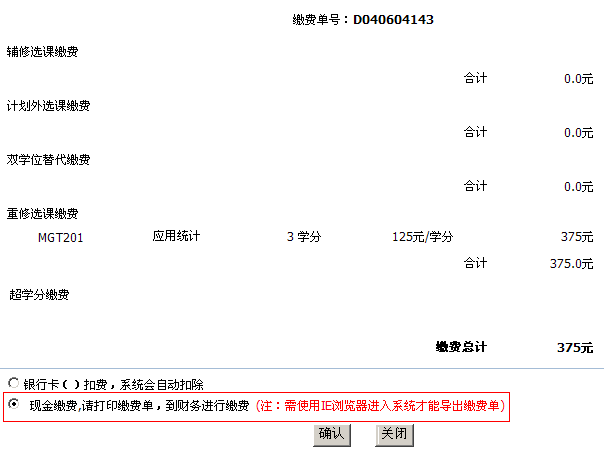 缴费单号：D040604143
辅修选课缴费
合计 0.0元
计划外选课缴费
合计 0.0元
双学位替代缴费
合计 0.0元
重修选课缴费
MGT201 应用统计 3 学分 125元/学分 375元
合计 375.0元
超学分缴费
缴费总计 375元
银行卡 ( ) 扣费，系统会自动扣除
现金缴费,请打印缴费单，到财务进行缴费 (注：需使用IE浏览器进入系统才能导出缴费单)
确认 关闭